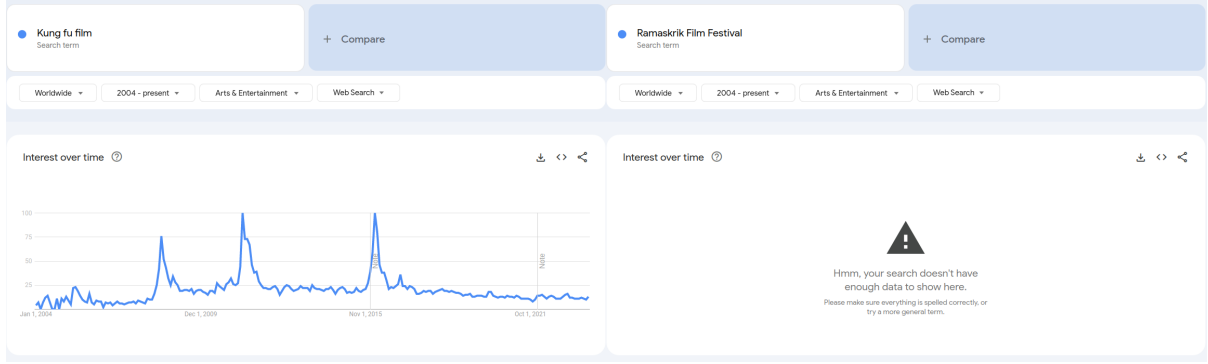 Kung fu film
Search term
+ Compare
Worldwide
2004 - present
Arts & Entertainment
Web Search
Interest over time
100
75
50
25
Note
Note
Jan 1, 2004
Dec 1, 2009
Nov 1, 2015
Oct 1, 2021
Ramaskrik Film Festival
Search term
+ Compare
Worldwide
2004 - present
Arts & Entertainment
Web Search
Interest over time
Hmm, your search doesn't have
enough data to show here.
Please make sure everything is spelled correctly, or
try a more general term.